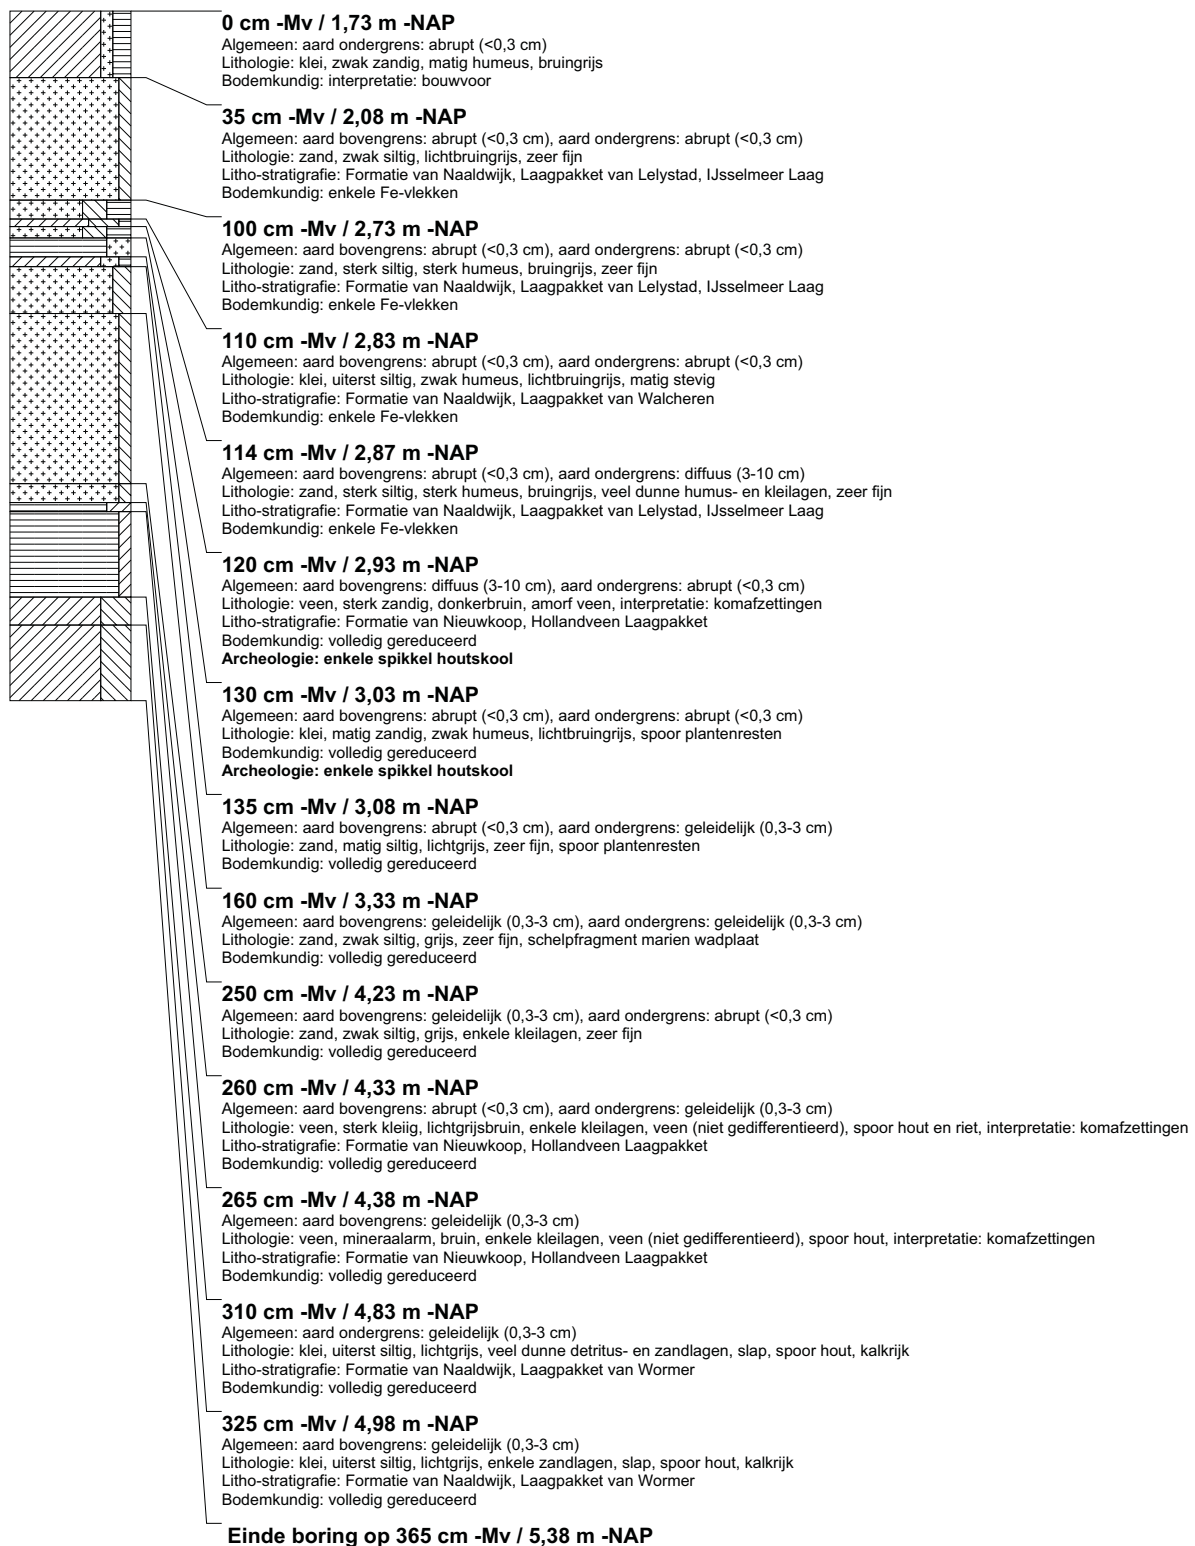 0 cm -Mv / 1,73 m -NAP
Algemeen: aard ondergrens: abrupt (<0,3 cm)
Lithologie: klei, zwak zandig, matig humeus, bruingrijs
Bodemkundig: interpretatie: bouwvoor
35 cm -Mv / 2,08 m -NAP
Algemeen: aard bovengrens: abrupt (<0,3 cm), aard ondergrens: abrupt (<0,3 cm)
Lithologie: zand, zwak siltig, lichtbruingrijs, zeer fijn
Litho-stratigrafie: Formatie van Naaldwijk, Laagpakket van Lelystad, IJsselmeer Laag
Bodemkundig: enkele Fe-vlekken
100 cm -Mv / 2,73 m -NAP
Algemeen: aard bovengrens: abrupt (<0,3 cm), aard ondergrens: abrupt (<0,3 cm)
Lithologie: zand, sterk siltig, sterk humeus, bruingrijs, zeer fijn
Litho-stratigrafie: Formatie van Naaldwijk, Laagpakket van Lelystad, IJsselmeer Laag
Bodemkundig: enkele Fe-vlekken
110 cm -Mv / 2,83 m -NAP
Algemeen: aard bovengrens: abrupt (<0,3 cm), aard ondergrens: abrupt (<0,3 cm)
Lithologie: klei, uiterst siltig, zwak humeus, lichtbruingrijs, matig stevig
Litho-stratigrafie: Formatie van Naaldwijk, Laagpakket van Walcheren
Bodemkundig: enkele Fe-vlekken
114 cm -Mv / 2,87 m -NAP
Algemeen: aard bovengrens: abrupt (<0,3 cm), aard ondergrens: diffuus (3-10 cm)
Lithologie: zand, sterk siltig, sterk humeus, bruingrijs, veel dunne humus- en kleilagen, zeer fijn
Litho-stratigrafie: Formatie van Naaldwijk, Laagpakket van Lelystad, IJsselmeer Laag
Bodemkundig: enkele Fe-vlekken
120 cm -Mv / 2,93 m -NAP
Algemeen: aard bovengrens: diffuus (3-10 cm), aard ondergrens: abrupt (<0,3 cm)
Lithologie: veen, sterk zandig, donkerbruin, amorf veen, interpretatie: komafzettingen
Litho-stratigrafie: Formatie van Nieuwkoop, Hollandveen Laagpakket
Bodemkundig: volledig gereduceerd
Archeologie: enkele spikkel houtskool
130 cm -Mv / 3,03 m -NAP
Algemeen: aard bovengrens: abrupt (<0,3 cm), aard ondergrens: abrupt (<0,3 cm)
Lithologie: klei, matig zandig, zwak humeus, lichtbruingrijs, spoor plantenresten
Bodemkundig: volledig gereduceerd
Archeologie: enkele spikkel houtskool
135 cm -Mv / 3,08 m -NAP
Algemeen: aard bovengrens: abrupt (<0,3 cm), aard ondergrens: geleidelijk (0,3-3 cm)
Lithologie: zand, matig siltig, lichtgrijs, zeer fijn, spoor plantenresten
Bodemkundig: volledig gereduceerd
160 cm -Mv / 3,33 m -NAP
Algemeen: aard bovengrens: geleidelijk (0,3-3 cm), aard ondergrens: geleidelijk (0,3-3 cm)
Lithologie: zand, zwak siltig, grijs, zeer fijn, schelpfragment marien wadplaat
Bodemkundig: volledig gereduceerd
250 cm -Mv / 4,23 m -NAP
Algemeen: aard bovengrens: geleidelijk (0,3-3 cm), aard ondergrens: abrupt (<0,3 cm)
Lithologie: zand, zwak siltig, grijs, enkele kleilagen, zeer fijn
Bodemkundig: volledig gereduceerd
260 cm -Mv / 4,33 m -NAP
Algemeen: aard bovengrens: abrupt (<0,3 cm), aard ondergrens: geleidelijk (0,3-3 cm)
Lithologie: veen, sterk kleiig, lichtgrijsbruin, enkele kleilagen, veen (niet gedifferentieerd), spoor hout en riet, interpretatie: komafzettingen
Litho-stratigrafie: Formatie van Nieuwkoop, Hollandveen Laagpakket
Bodemkundig: volledig gereduceerd
265 cm -Mv / 4,38 m -NAP
Algemeen: aard bovengrens: geleidelijk (0,3-3 cm)
Lithologie: veen, mineraalarm, bruin, enkele kleilagen, veen (niet gedifferentieerd), spoor hout, interpretatie: komafzettingen
Litho-stratigrafie: Formatie van Nieuwkoop, Hollandveen Laagpakket
Bodemkundig: volledig gereduceerd
310 cm -Mv / 4,83 m -NAP
Algemeen: aard ondergrens: geleidelijk (0,3-3 cm)
Lithologie: klei, uiterst siltig, lichtgrijs, veel dunne detritus- en zandlagen, slap, spoor hout, kalkrijk
Litho-stratigrafie: Formatie van Naaldwijk, Laagpakket van Wormer
Bodemkundig: volledig gereduceerd
325 cm -Mv / 4,98 m -NAP
Algemeen: aard bovengrens: geleidelijk (0,3-3 cm)
Lithologie: klei, uiterst siltig, lichtgrijs, enkele zandlagen, slap, spoor hout, kalkrijk
Litho-stratigrafie: Formatie van Naaldwijk, Laagpakket van Wormer
Bodemkundig: volledig gereduceerd
Einde boring op 365 cm -Mv / 5,38 m -NAP